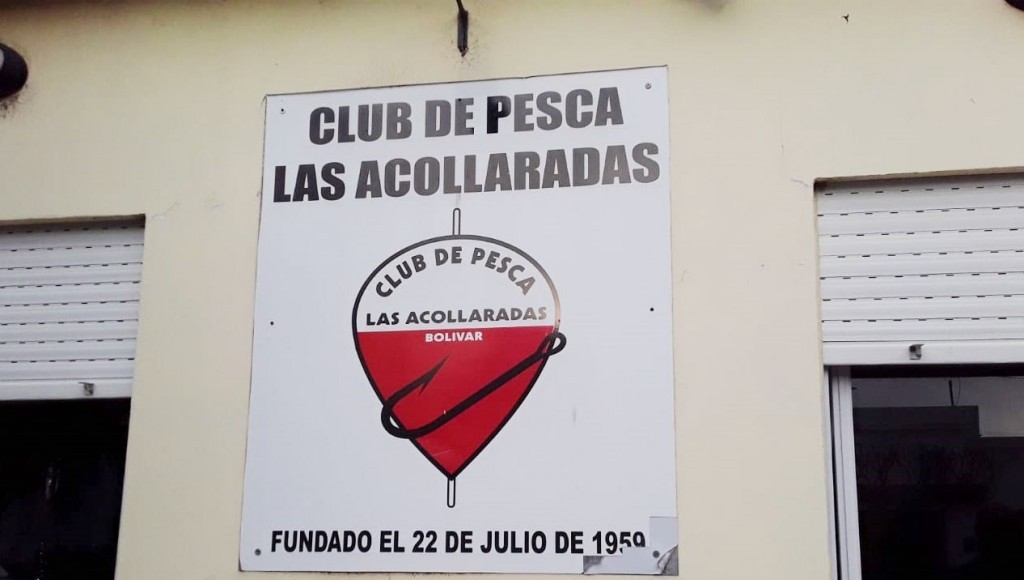 CLUB DE PESCA
LAS ACOLLARADAS
CLUB DE PESCA
LAS ACOLLARADAS
BOLIVAR
FUNDADO EL 22 DE JULIO DE 1959